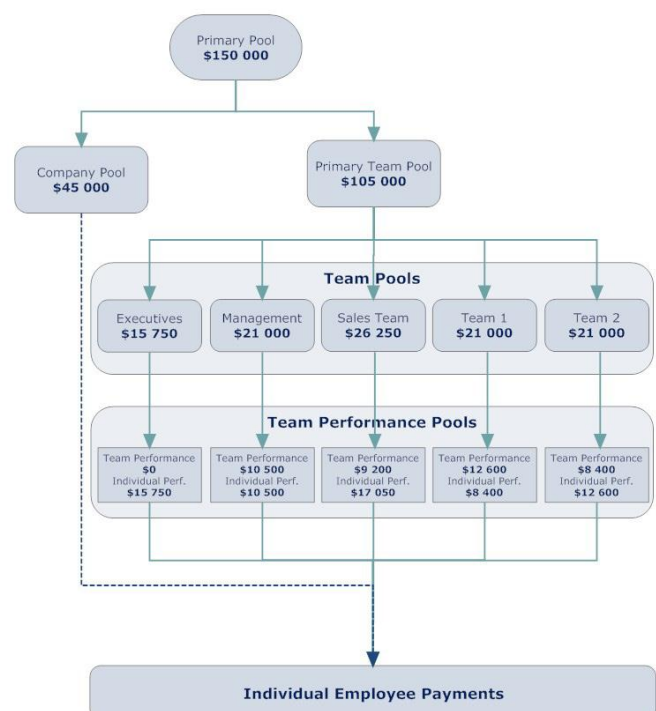 Primary Pool
$150 000
Company Pool
$45 000
Primary Team Pool
$105 000
Team Pools
Executives
$15 750
Management
$21 000
Sales Team
$26 250
Team 1
$21 000
Team 2
$21 000
Team Performance Pools
Team Performance
$0
Individual Perf.
$15 750
Team Performance
$10 500
Individual Perf.
$10 500
Team Performance
$9 200
Individual Perf.
$17 050
Team Performance
$12 600
Individual Perf.
$8 400
Team Performance
$8 400
Individual Perf.
$12 600
Individual Employee Payments